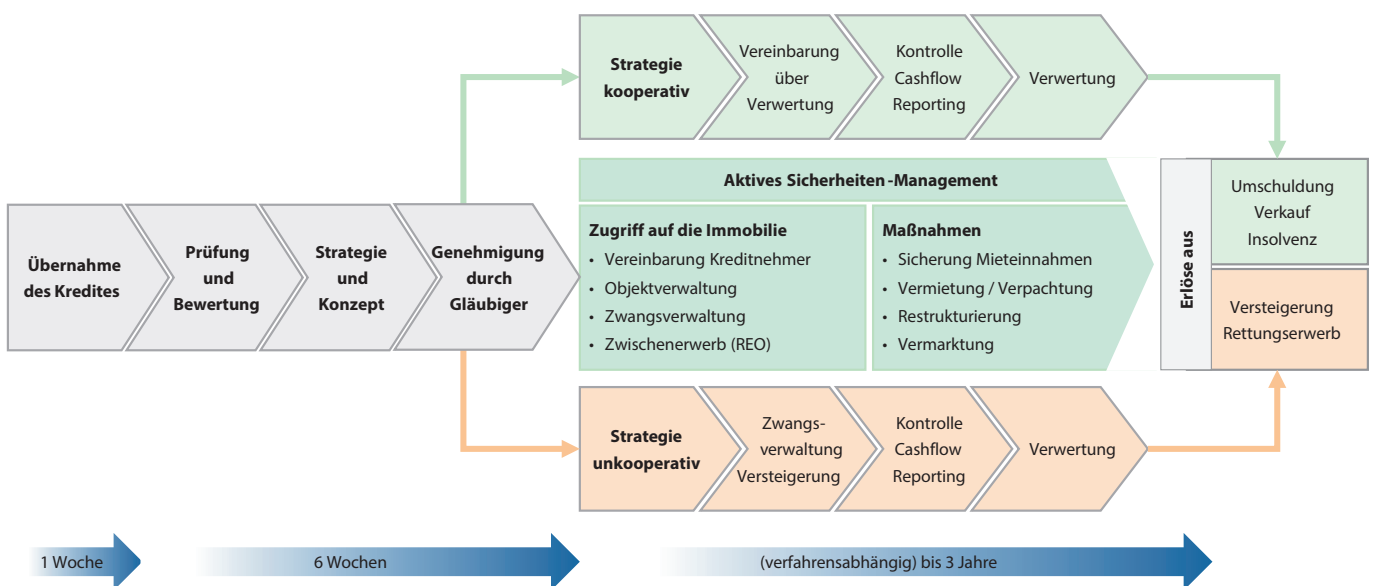 Übernahme
des Kredites
Prüfung
und
Bewertung
Strategie
und
Konzept
Genehmigung
durch
Gläubiger
Strategie
kooperativ
Vereinbarung
über
Verwertung
Kontrolle
Cashflow
Reporting
Verwertung
Aktives Sicherheiten-Management
Zugriff auf die Immobilie
• Vereinbarung Kreditnehmer
• Objektverwaltung
• Zwangsverwaltung
• Zwischenerwerb (REO)
Maßnahmen
• Sicherung Mieteinnahmen
• Vermietung / Verpachtung
• Restrukturierung
• Vermarktung
Strategie
unkooperativ
Zwangs-
verwaltung
Versteigerung
Kontrolle
Cashflow
Reporting
Verwertung
Erlöse aus
Umschuldung
Verkauf
Insolvenz
Versteigerung
Rettungserwerb
1 Woche
6 Wochen
(verfahrensabhängig) bis 3 Jahre